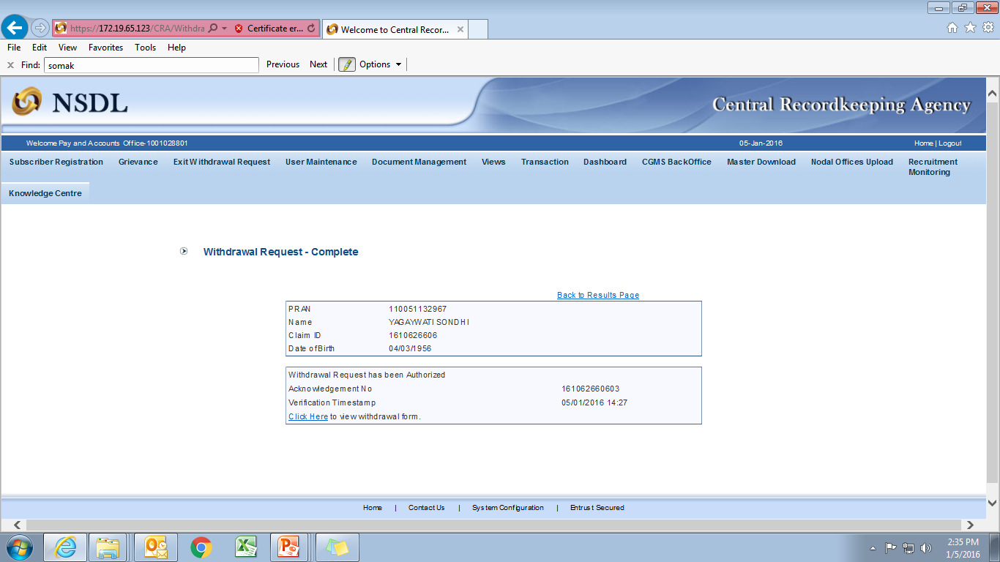 https://172.19.65.123/CRA/Withdra
Certificate er...
Welcome to Central Recor...
File Edit View Favorites Tools Help
Find: somak Previous Next Options
NSDL
Central Recordkeeping Agency
Welcome Pay and Accounts Office-1001028801 05-Jan-2016 Home | Logout
Subscriber Registration Grievance Exit Withdrawal Request User Maintenance Document Management Views Transaction Dashboard CGMS BackOffice Master Download Nodal Offices Upload Recruitment Monitoring
Knowledge Centre
Withdrawal Request - Complete
Back to Results Page
PRAN 110051132967
Name YAGAYWATI SONDHI
Claim ID 1610626606
Date of Birth 04/03/1956
Withdrawal Request has been Authorized
Acknowledgement No 161062660603
Verification Timestamp 05/01/2016 14:27
Click Here to view withdrawal form.
Home | Contact Us | System Configuration | Entrust Secured
2:35 PM
1/5/2016